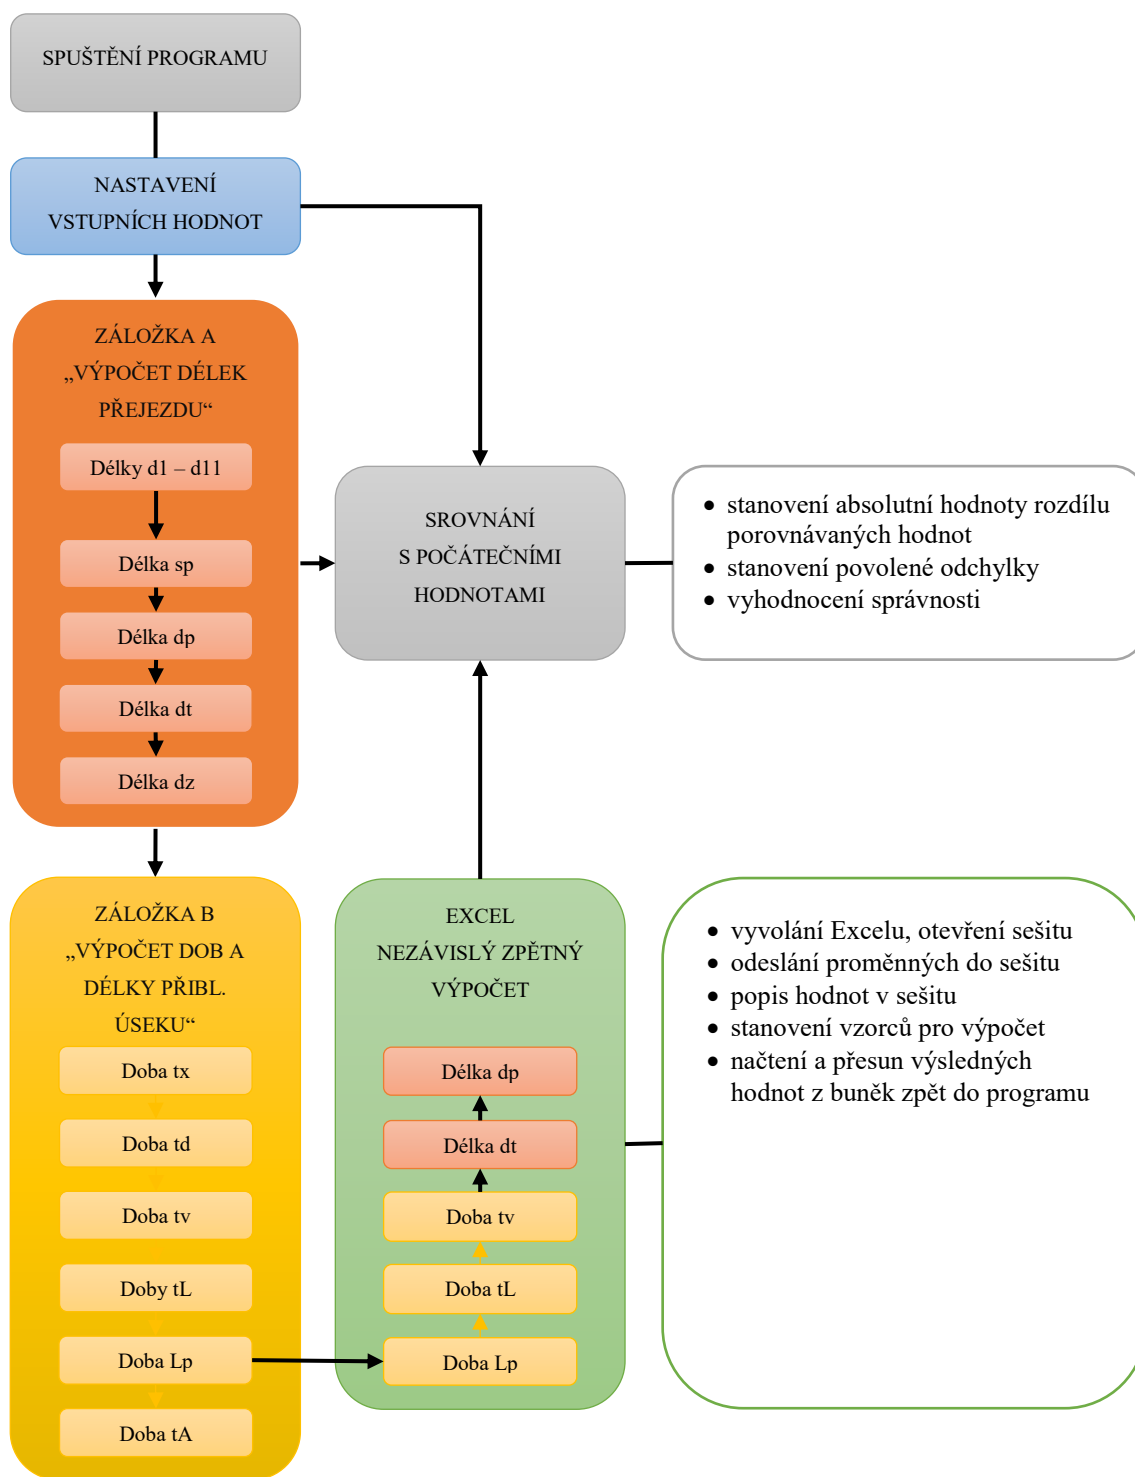 SPUŠTĚNÍ PROGRAMU
NASTAVENÍ
VSTUPNÍCH HODNOT
ZÁLOŽKA A
„VÝPOČET DÉLEK
PŘEJEZDU“
Délky d1 – d11
Délka sp
Délka dp
Délka dt
Délka dz
SROVNÁNÍ
S POČÁTEČNÍMI
HODNOTAMI
• stanovení absolutní hodnoty rozdílu
porovnávaných hodnot
• stanovení povolené odchylky
• vyhodnocení správnosti
ZÁLOŽKA B
„VÝPOČET DOB A
DÉLKY PŘIBL.
ÚSEKU“
Doba tx
Doba td
Doba tv
Doby tL
Doba Lp
Doba tA
EXCEL
NEZÁVISLÝ ZPĚTNÝ
VÝPOČET
Délka dp
Délka dt
Doba tv
Doba tL
Doba Lp
• vyvolání Excelu, otevření sešitu
• odeslání proměnných do sešitu
• popis hodnot v sešitu
• stanovení vzorců pro výpočet
• načtení a přesun výsledných
hodnot z buněk zpět do programu